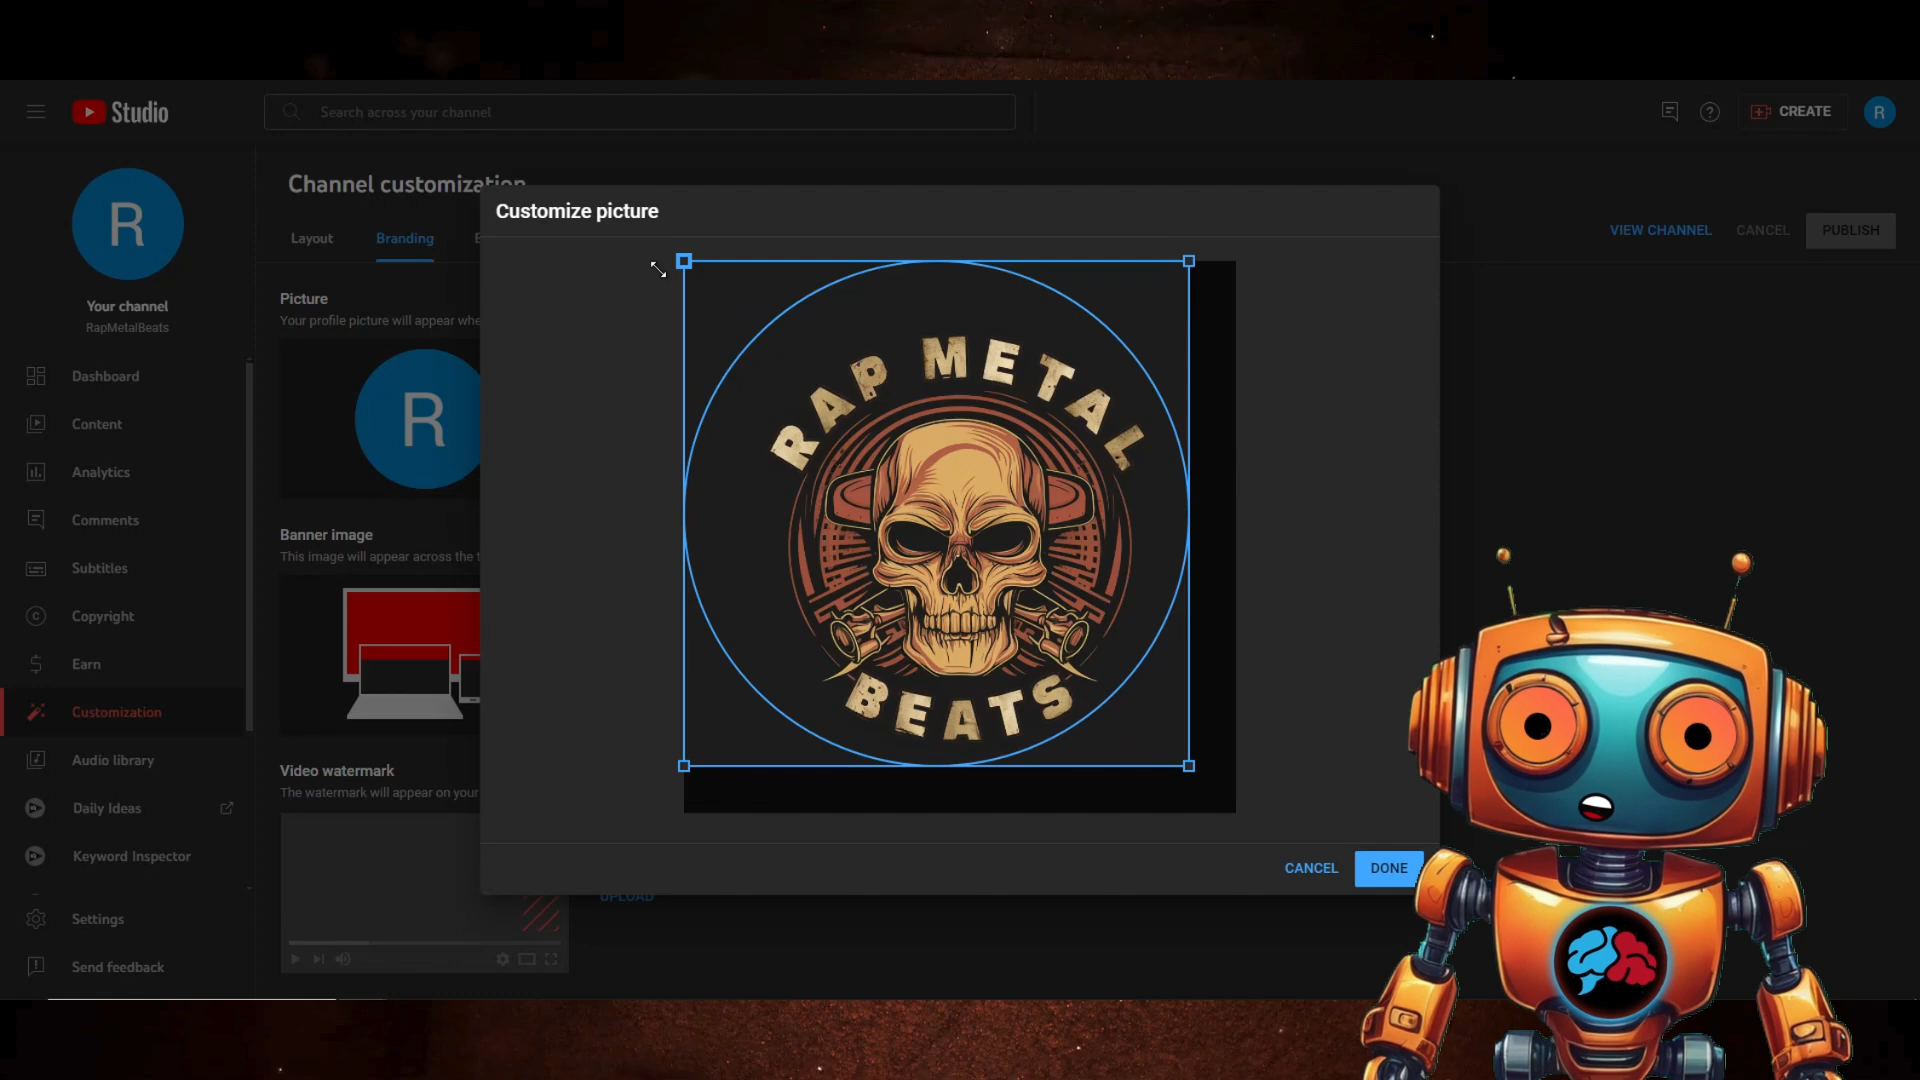 Studio
Search across your channel
CREATE
R
R
Your channel
RapMetalBeats
Dashboard
Content
Analytics
Comments
Subtitles
Copyright
Earn
Customization
Audio library
Daily Ideas
Keyword Inspector
Settings
Send feedback
Channel customization
VIEW CHANNEL
CANCEL
PUBLISH
Layout
Branding
Picture
Your profile picture will appear
R
Banner image
This image will appear across the
Video watermark
The watermark will appear on your
UPLOAD
Customize picture
RAP METAL
BEATS
CANCEL
DONE